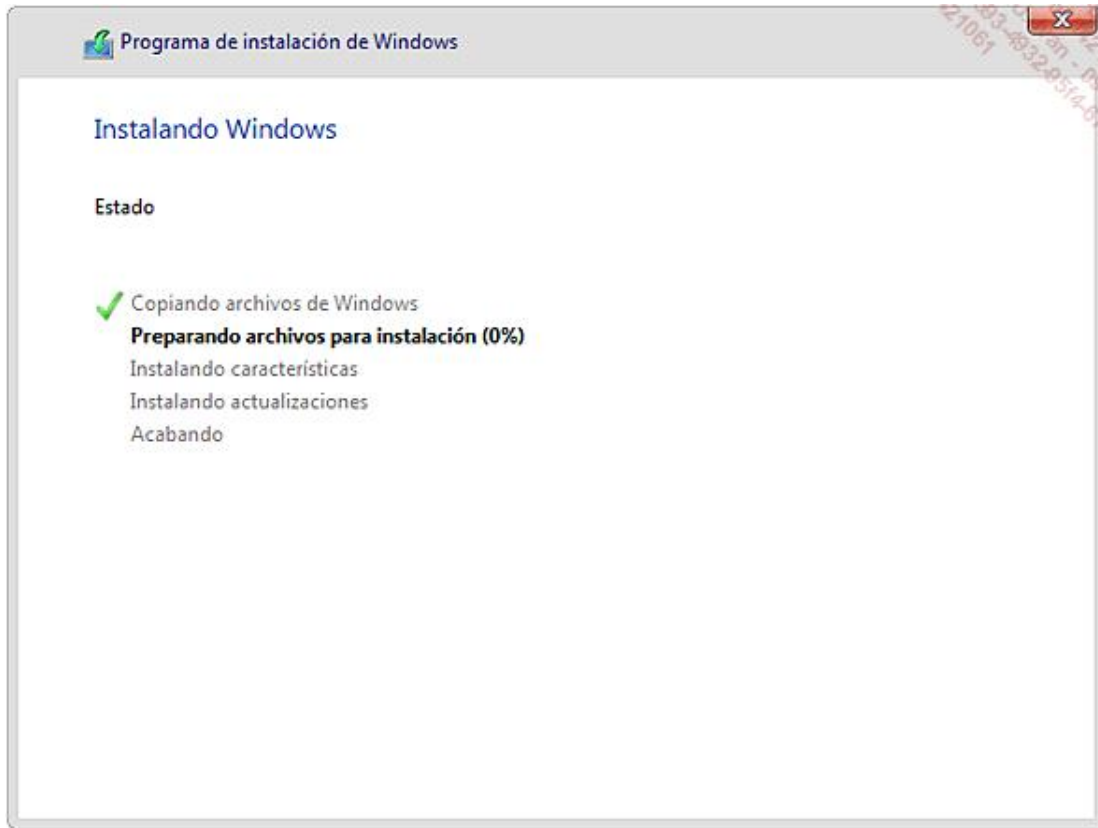 Programa de instalación de Windows
Instalando Windows
Estado
Copiando archivos de Windows
Preparando archivos para instalación (0%)
Instalando características
Instalando actualizaciones
Acabando